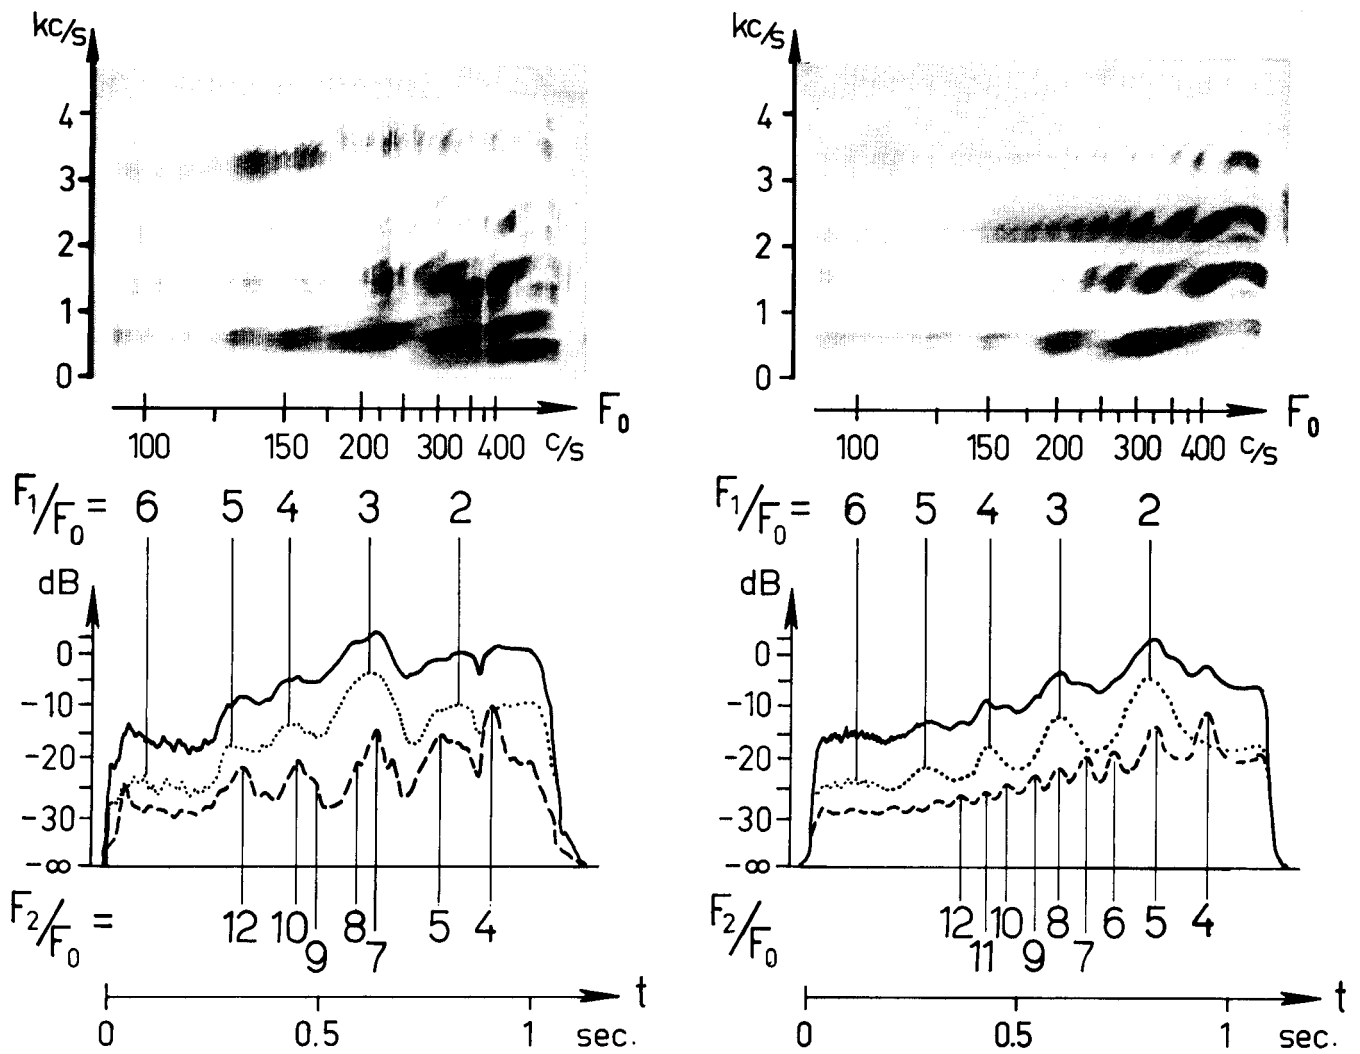 kc/s kc/s
4 4
3 3
2 2
1 1
0 0
F₀ F₀
100 150 200 300 400 c/s 100 150 200 300 400 c/s
F₁/F₀ = 6 5 4 3 2 F₁/F₀ = 6 5 4 3 2
dB dB
0 0
-10 -10
-20 -20
-30 -30
-∞ -∞
F₂/F₀ = 12 10 9 8 7 5 4 F₂/F₀ 12 11 10 9 8 7 6 5 4
t t
0 0.5 1 sec. 0 0.5 1 sec.